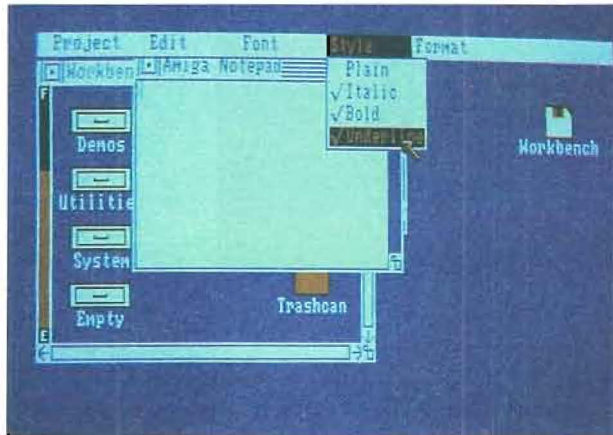 Project Edit Font Style Format
Workben
Amiga Notepad
Plain
√Italic
√Bold
√Underline
F
Demos
Utilitie
System
Empty
E
Trashcan
Workbench